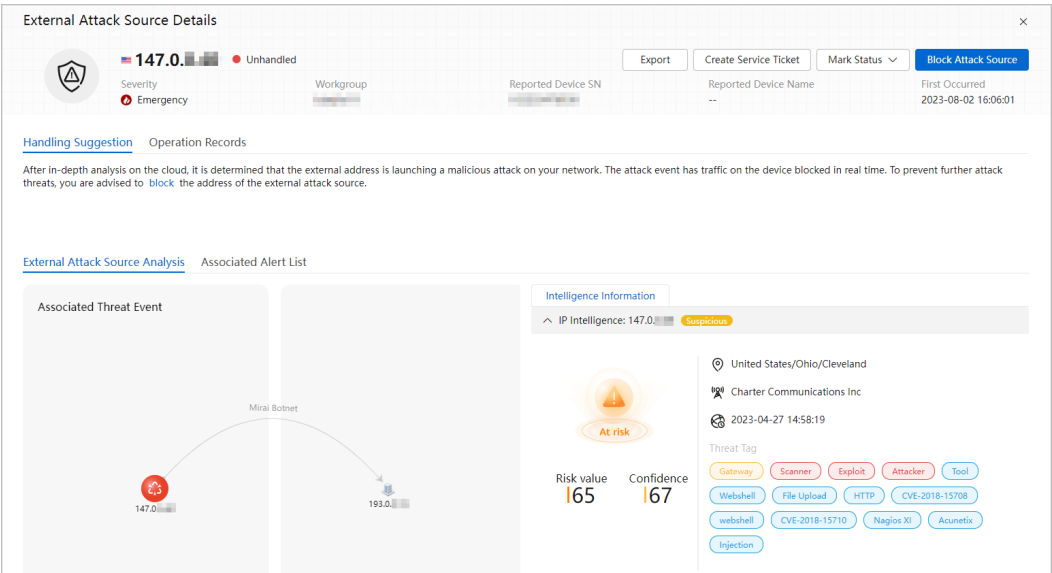 External Attack Source Details
147.0.
Unhandled
Export
Create Service Ticket
Mark Status
Block Attack Source
Severity
Workgroup
Reported Device SN
Reported Device Name
First Occurred
Emergency
--
2023-08-02 16:06:01
Handling Suggestion
Operation Records
After in-depth analysis on the cloud, it is determined that the external address is launching a malicious attack on your network. The attack event has traffic on the device blocked in real time. To prevent further attack
threats, you are advised to block the address of the external attack source.
External Attack Source Analysis
Associated Alert List
Associated Threat Event
Mirai Botnet
147.0.
193.0.
Intelligence Information
IP Intelligence: 147.0.
Suspicious
At risk
Risk value
Confidence
65
67
United States/Ohio/Cleveland
Charter Communications Inc
2023-04-27 14:58:19
Threat Tag
Gateway
Scanner
Exploit
Attacker
Tool
Webshell
File Upload
HTTP
CVE-2018-15708
webshell
CVE-2018-15710
Nagios XI
Acunetix
Injection